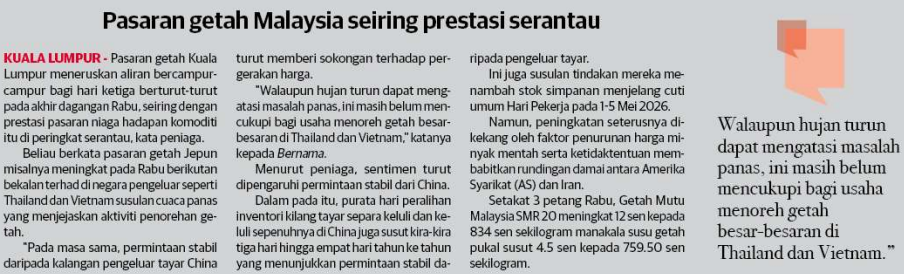 Pasaran getah Malaysia seiring prestasi serantau
KUALA LUMPUR - Pasaran getah Kuala
Lumpur meneruskan aliran bercampur-
campur bagi hari ketiga berturut-turut
pada akhir dagangan Rabu, seiring dengan
prestasi pasaran niaga hadapan komoditi
itu di peringkat serantau, kata peniaga.
Beliau berkata pasaran getah Jepun
misalnya meningkat pada Rabu berikutan
bekalan terhad di negara pengeluar seperti
Thailand dan Vietnam susulan cuaca panas
yang menjejaskan aktiviti penorehan ge-
tah.
"Pada masa sama, permintaan stabil
daripada kalangan pengeluar tayar China
turut memberi sokongan terhadap per-
gerakan harga.
"Walaupun hujan turun dapat meng-
atasi masalah panas, ini masih belum men-
cukupi bagi usaha menoreh getah besar-
besaran di Thailand dan Vietnam," katanya
kepada Bernama.
Menurut peniaga, sentimen turut
dipengaruhi permintaan stabil dari China.
Dalam pada itu, purata hari peralihan
inventori kilang tayar separa keluli dan ke-
luli sepenuhnya di China juga susut kira-kira
tiga hari hingga empat hari tahun ke tahun
yang menunjukkan permintaan stabil da-
ripada pengeluar tayar.
Ini juga susulan tindakan mereka me-
nambah stok simpanan menjelang cuti
umum Hari Pekerja pada 1-5 Mei 2026.
Namun, peningkatan seterusnya di-
kekang oleh faktor penurunan harga mi-
nyak mentah serta ketidaktentuan mem-
babitkan rundingan damai antara Amerika
Syarikat (AS) dan Iran.
Setakat 3 petang Rabu, Getah Mutu
Malaysia SMR 20 meningkat 12 sen kepada
834 sen sekilogram manakala susu getah
pukal susut 4.5 sen kepada 759.50 sen
sekilogram.
Walaupun hujan turun
dapat mengatasi masalah
panas, ini masih belum
mencukupi bagi usaha
menoreh getah
besar-besaran di
Thailand dan Vietnam."